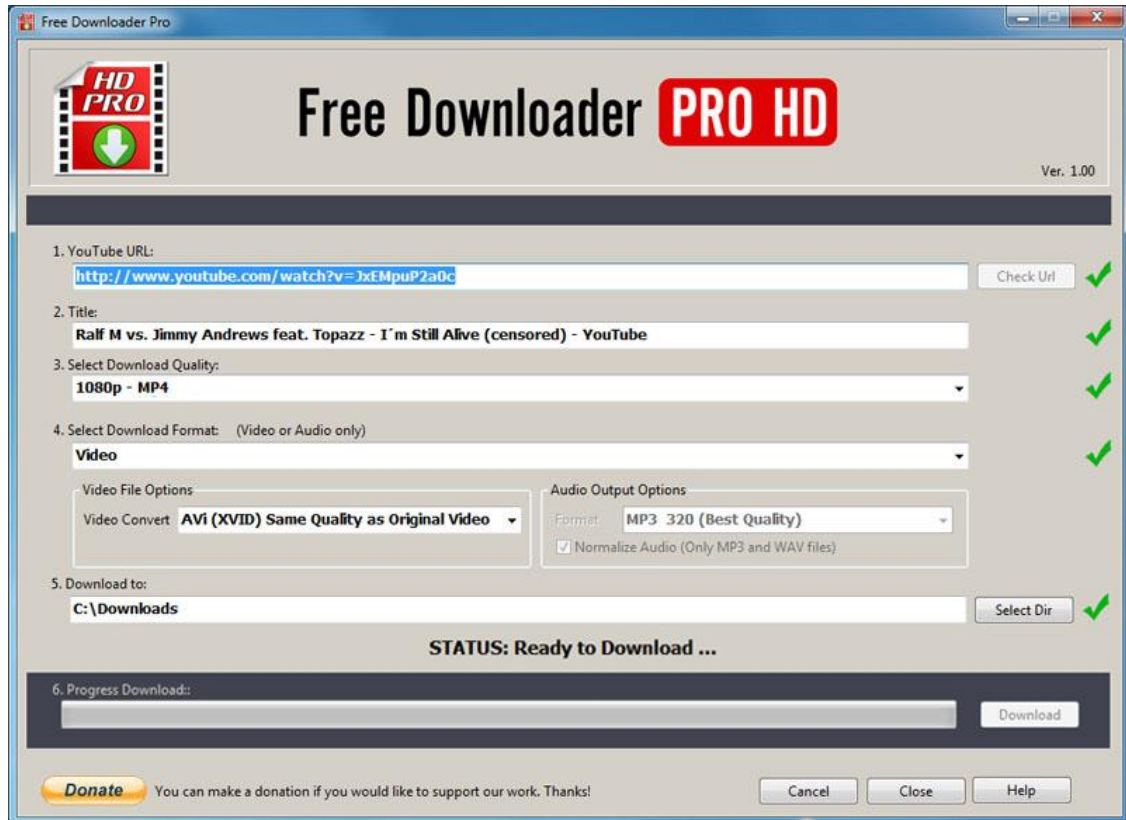 Free Downloader Pro
HD
PRO
Free Downloader PRO HD
Ver. 1.00
1. YouTube URL:
http://www.youtube.com/watch?v=JxEMpuP2a0c
Check Url
2. Title:
Ralf M vs. Jimmy Andrews feat. Topazz - I´m Still Alive (censored) - YouTube
3. Select Download Quality:
1080p - MP4
4. Select Download Format: (Video or Audio only)
Video
Video File Options
Video Convert AVi (XVID) Same Quality as Original Video
Audio Output Options
Format MP3 320 (Best Quality)
Normalize Audio (Only MP3 and WAV files)
5. Download to:
C:\Downloads
Select Dir
STATUS: Ready to Download ...
6. Progress Download::
Download
Donate You can make a donation if you would like to support our work. Thanks!
Cancel Close Help